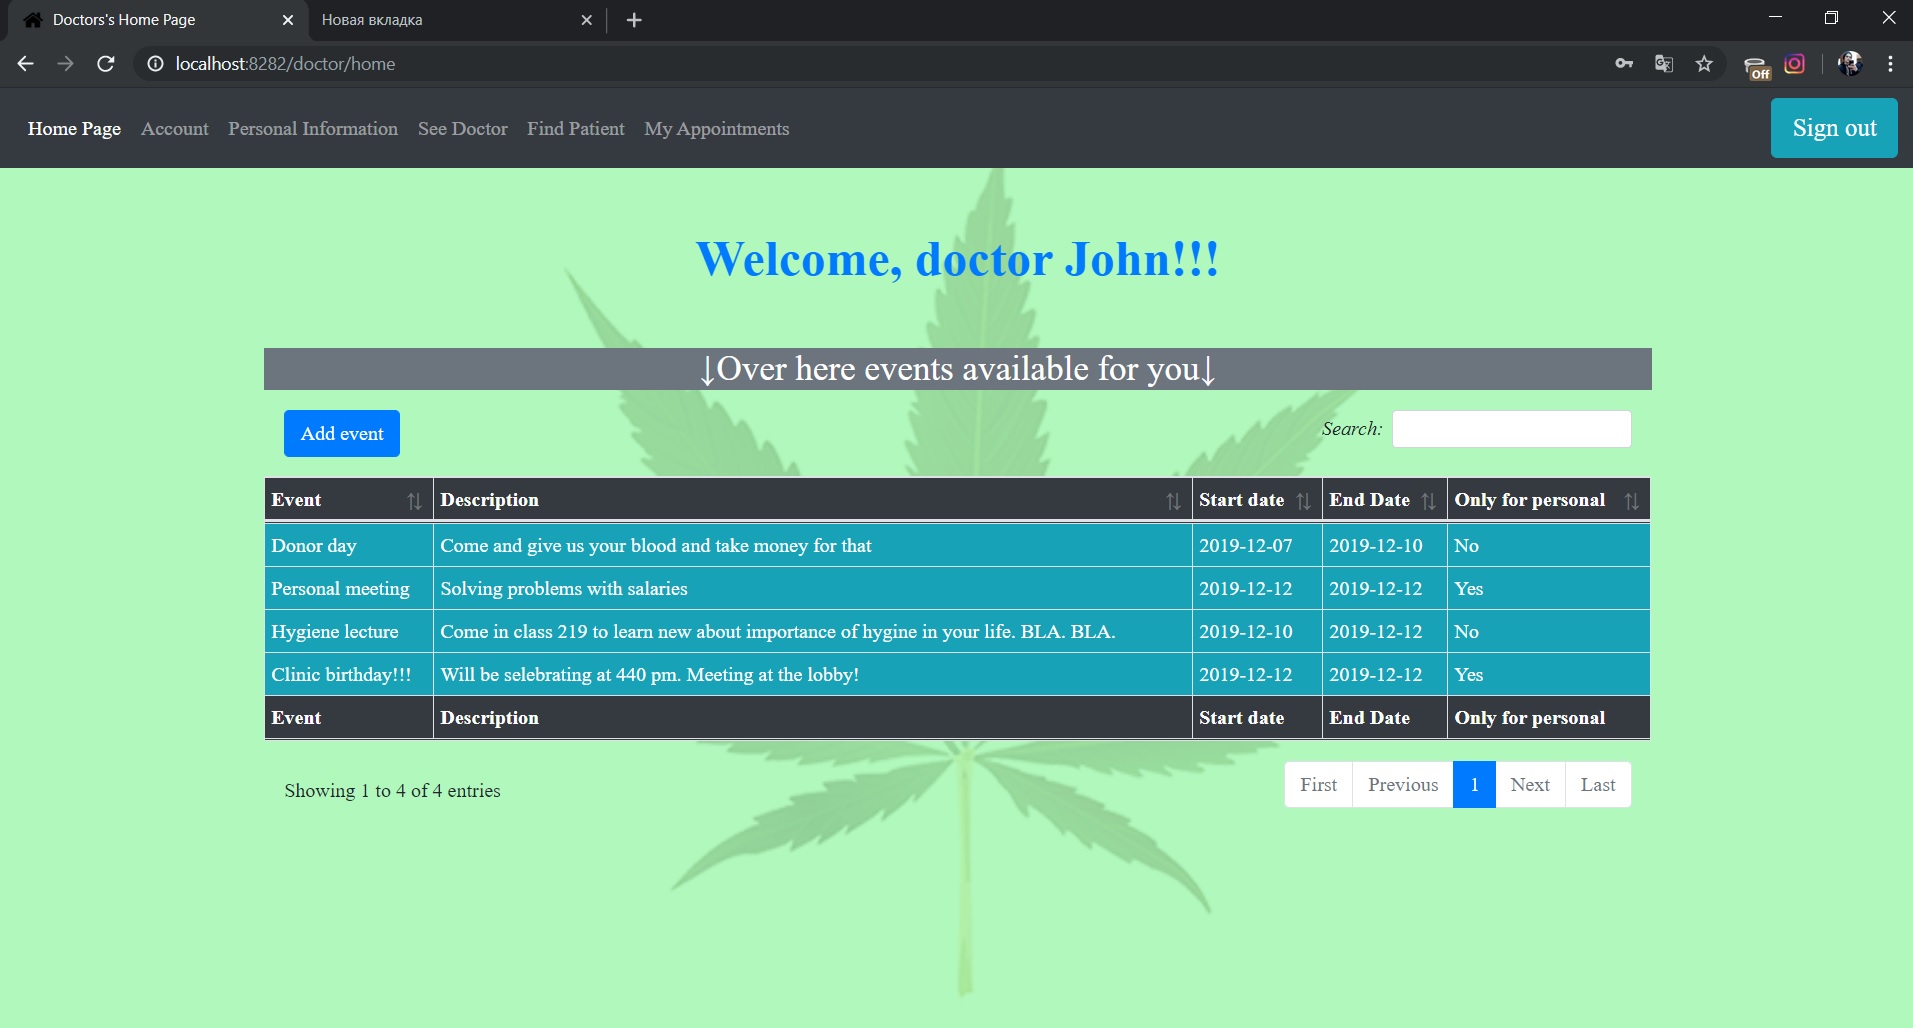 Doctors's Home Page
Новая вкладка
localhost:8282/doctor/home
Off
Home Page Account Personal Information See Doctor Find Patient My Appointments
Sign out
Welcome, doctor John!!!
↓Over here events available for you↓
Add event
Search:
Event Description Start date End Date Only for personal
Donor day Come and give us your blood and take money for that 2019-12-07 2019-12-10 No
Personal meeting Solving problems with salaries 2019-12-12 2019-12-12 Yes
Hygiene lecture Come in class 219 to learn new about importance of hygine in your life. BLA. BLA. 2019-12-10 2019-12-12 No
Clinic birthday!!! Will be selebrating at 440 pm. Meeting at the lobby! 2019-12-12 2019-12-12 Yes
Event Description Start date End Date Only for personal
Showing 1 to 4 of 4 entries
First Previous 1 Next Last